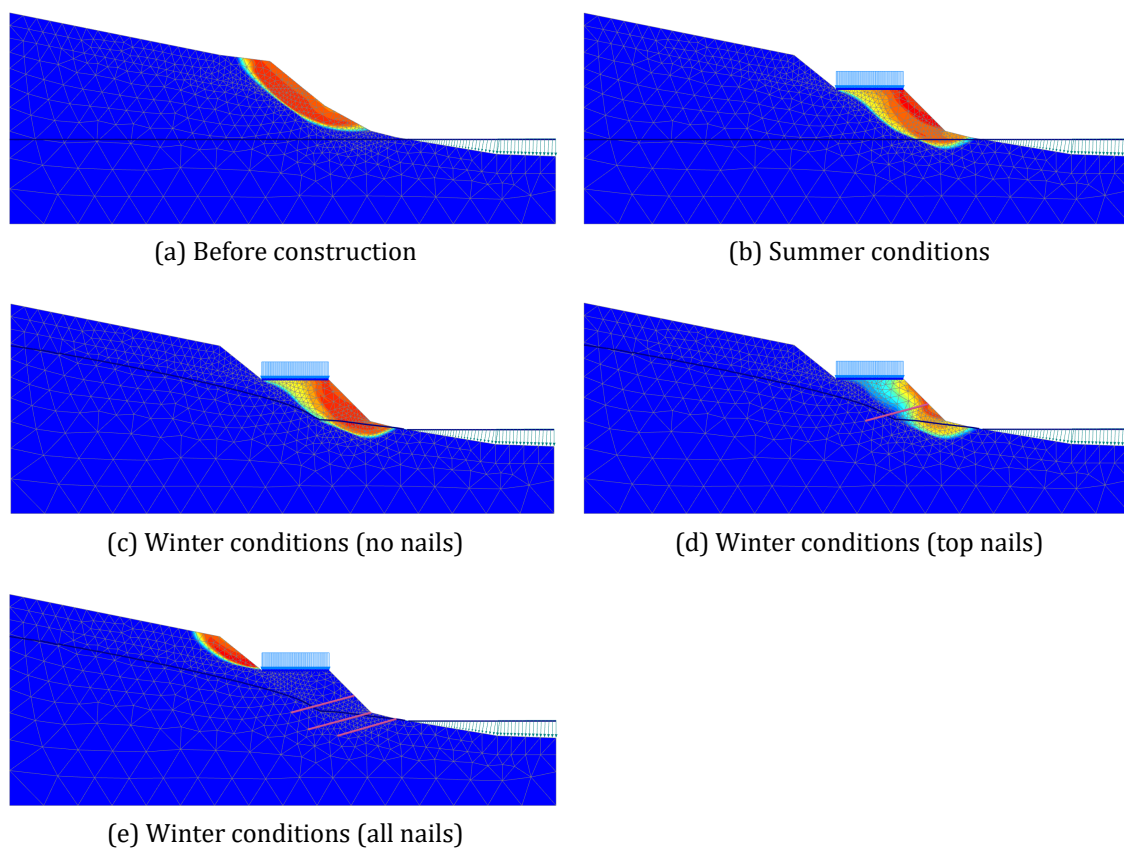 (a) Before construction
(b) Summer conditions
(c) Winter conditions (no nails)
(d) Winter conditions (top nails)
(e) Winter conditions (all nails)